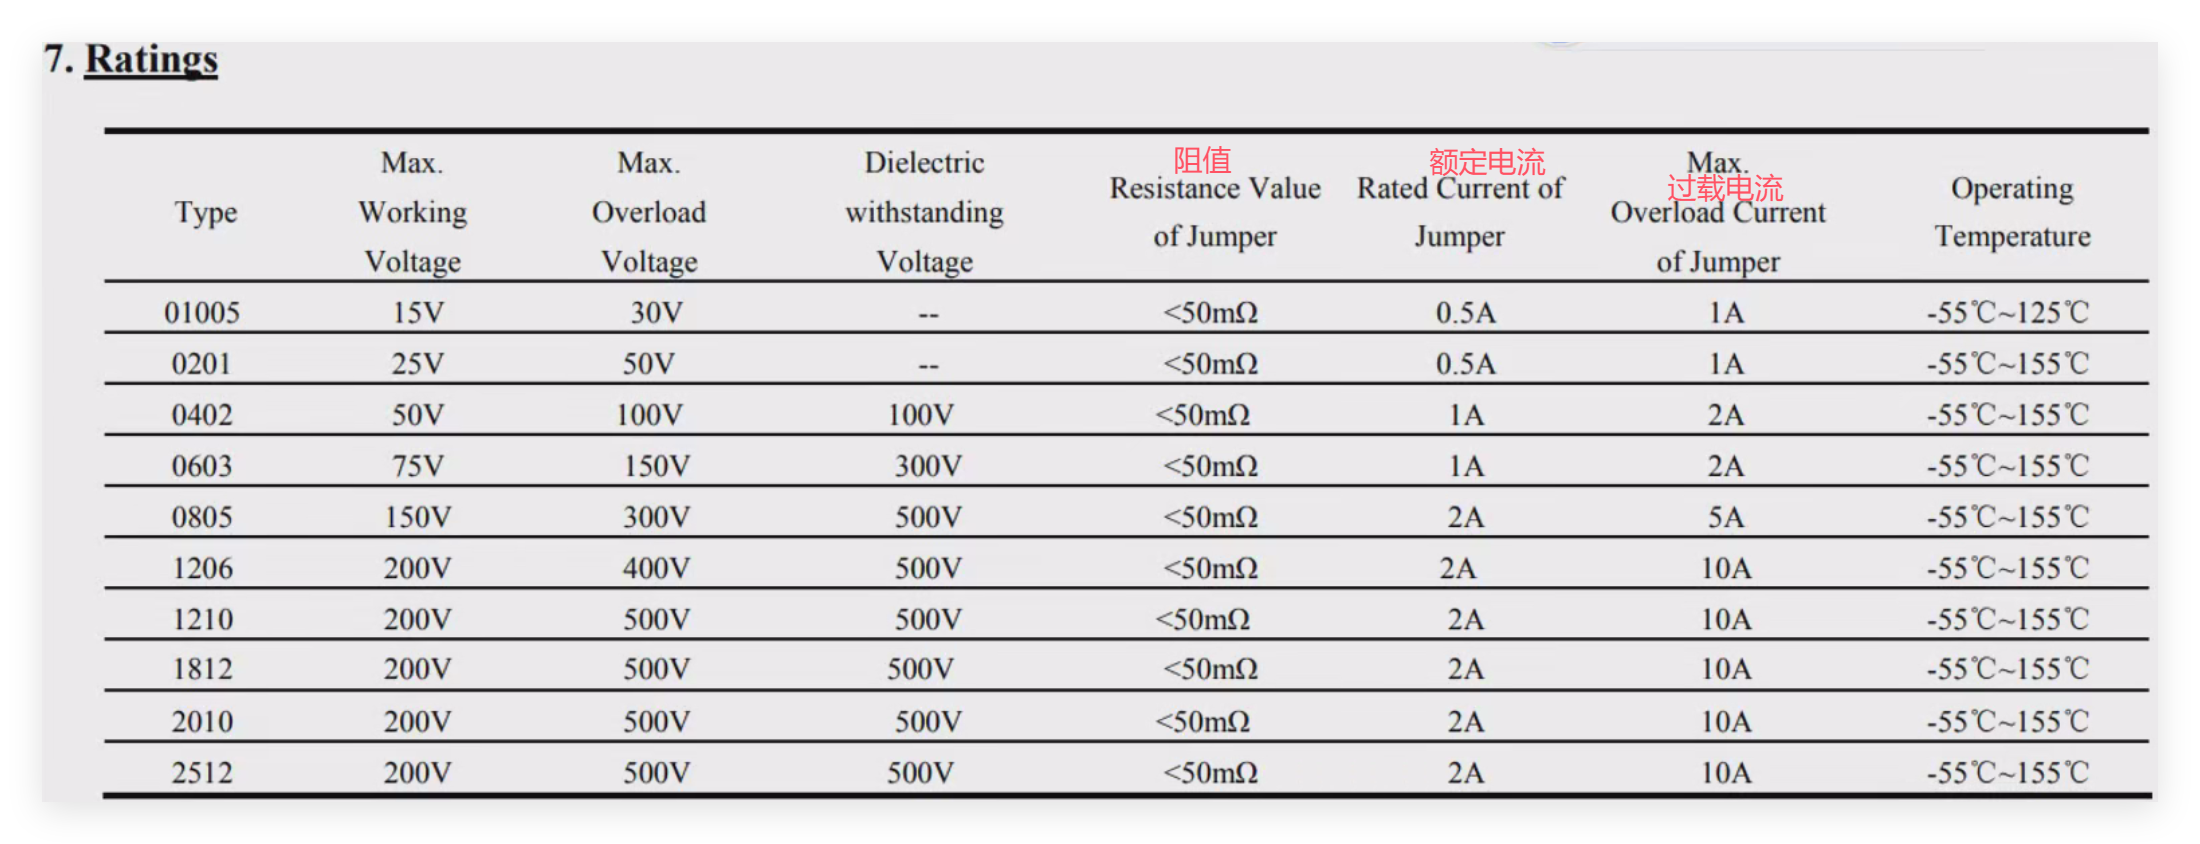 7. Ratings
Type Max. Working Voltage Max. Overload Voltage Dielectric withstanding Voltage 阻值 Resistance Value of Jumper 额定电流 Rated Current of Jumper Max. 过载电流 Overload Current of Jumper Operating Temperature
01005 15V 30V -- <50mΩ 0.5A 1A -55℃~125℃
0201 25V 50V -- <50mΩ 0.5A 1A -55℃~155℃
0402 50V 100V 100V <50mΩ 1A 2A -55℃~155℃
0603 75V 150V 300V <50mΩ 1A 2A -55℃~155℃
0805 150V 300V 500V <50mΩ 2A 5A -55℃~155℃
1206 200V 400V 500V <50mΩ 2A 10A -55℃~155℃
1210 200V 500V 500V <50mΩ 2A 10A -55℃~155℃
1812 200V 500V 500V <50mΩ 2A 10A -55℃~155℃
2010 200V 500V 500V <50mΩ 2A 10A -55℃~155℃
2512 200V 500V 500V <50mΩ 2A 10A -55℃~155℃